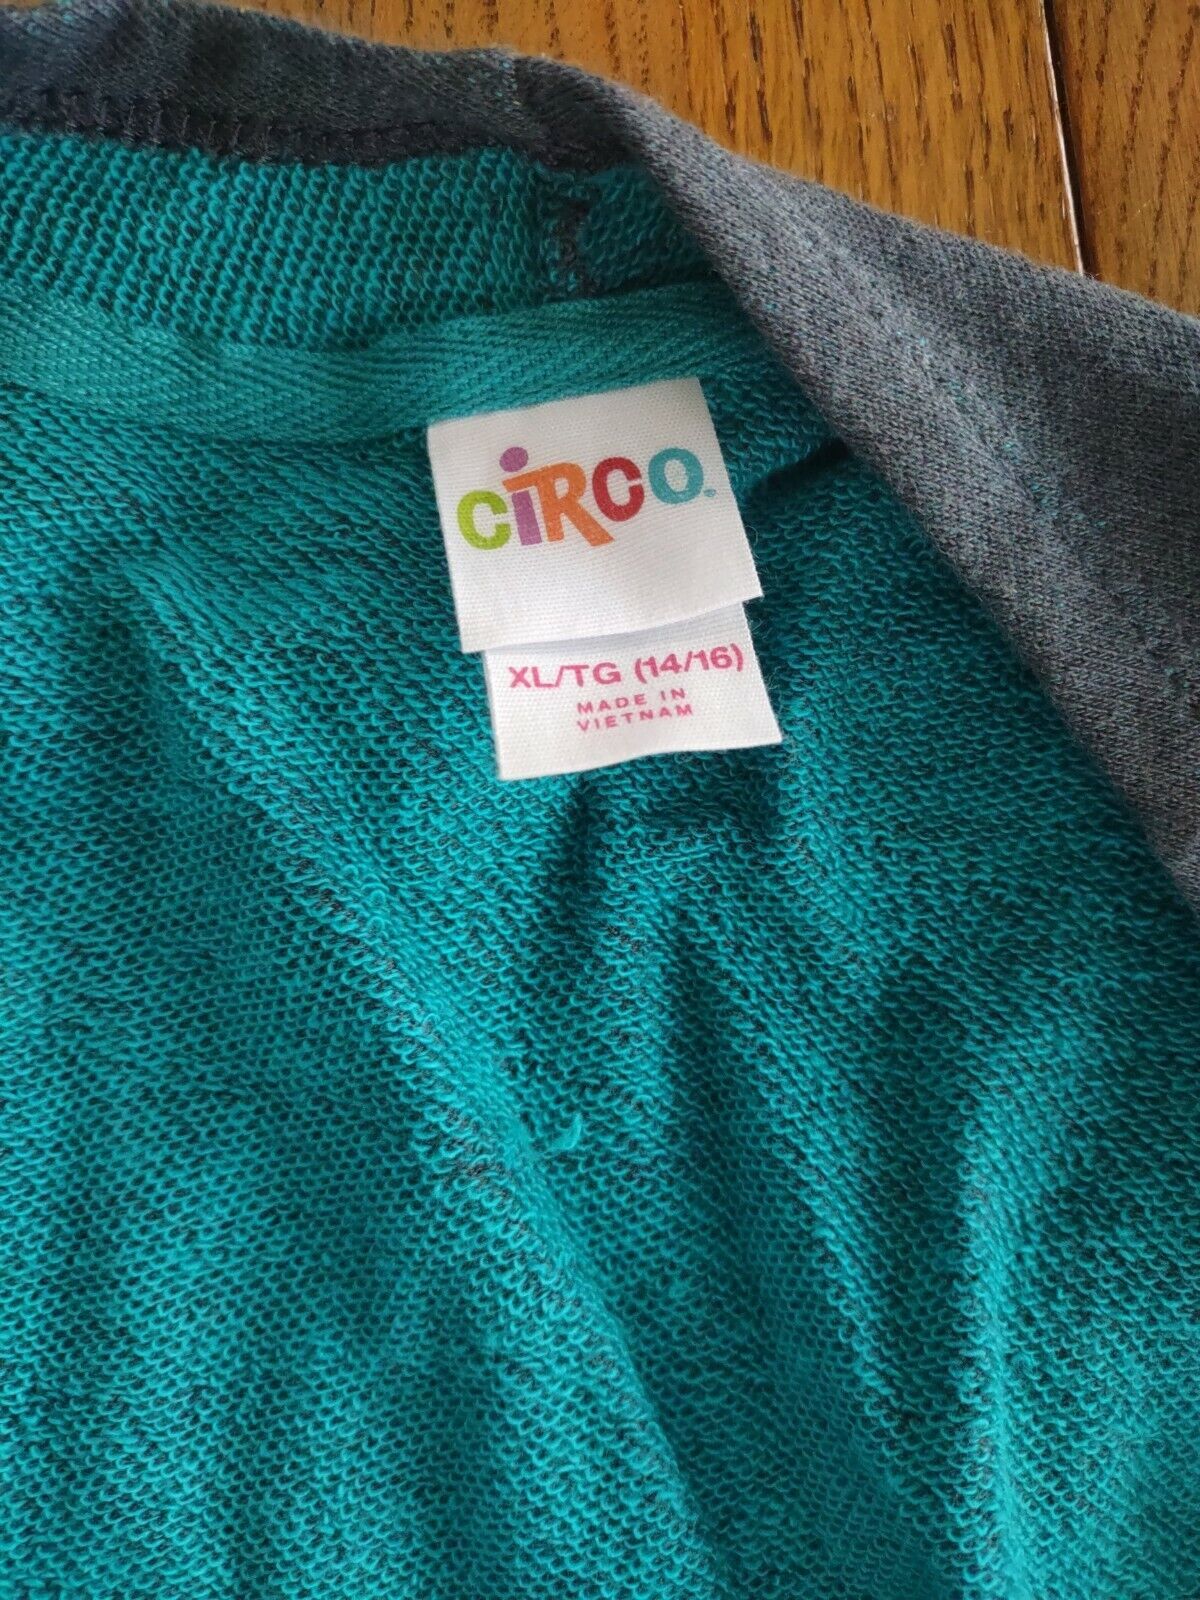 CiRCO.
XL/TG (14/16)
MADE IN
VIETNAM